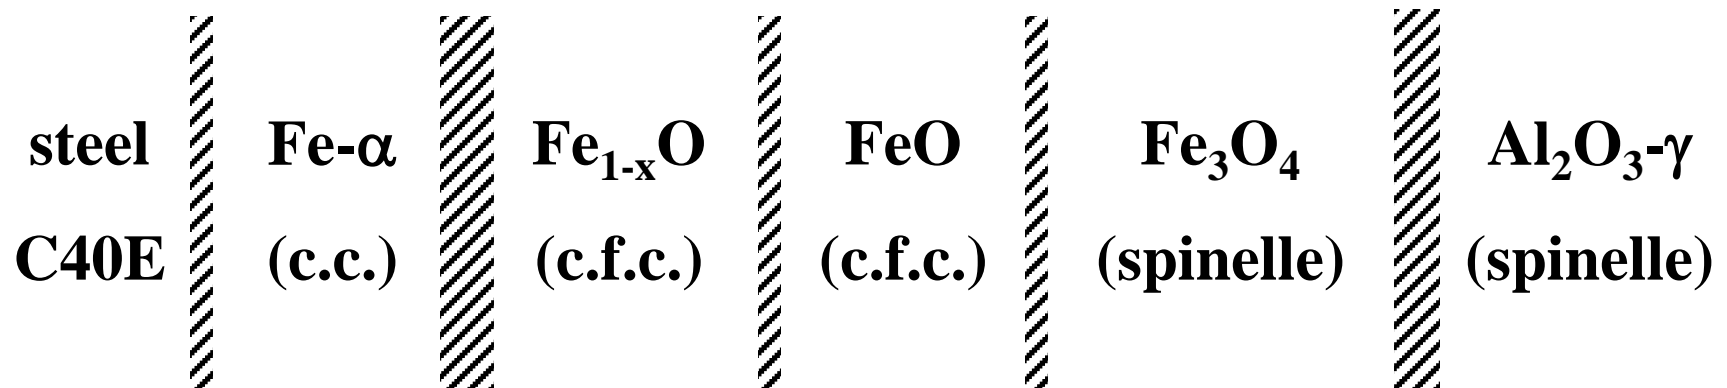 steel Fe-α Fe₁₋ₓO FeO Fe₃O₄ Al₂O₃-γ
C40E (c.c.) (c.f.c.) (c.f.c.) (spinelle) (spinelle)